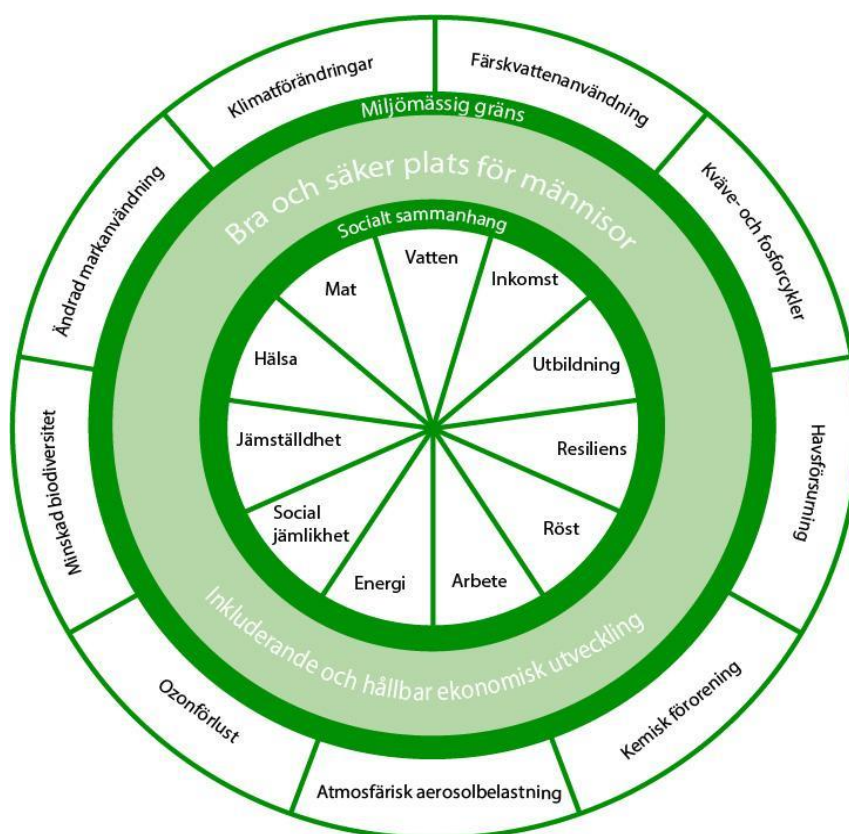 Klimatförändringar
Färskvattenanvändning
Kväve- och fosforcykler
Havsförsurning
Kemisk förorening
Atmosfärisk aerosolbelastning
Ozonförlust
Minskad biodiversitet
Ändrad markanvändning
Miljömässig gräns
Bra och säker plats för männisor
Socialt sammanhang
Vatten
Inkomst
Utbildning
Resiliens
Röst
Arbete
Energi
Social
jämlikhet
Jämställdhet
Hälsa
Mat
Inkluderande och hållbar ekonomisk utveckling